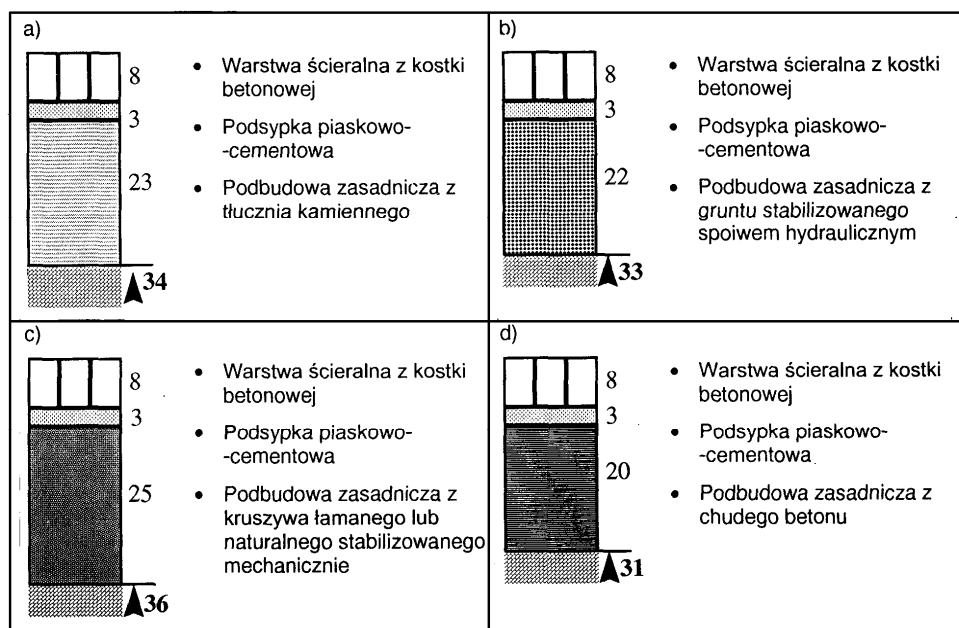 a)
8
3
23
34
• Warstwa ścieralna z kostki
betonowej
• Podsypka piaskowo-
-cementowa
• Podbudowa zasadnicza z
tłucznia kamiennego
b)
8
3
22
33
• Warstwa ścieralna z kostki
betonowej
• Podsypka piaskowo-
-cementowa
• Podbudowa zasadnicza z
gruntu stabilizowanego
spoiwem hydraulicznym
c)
8
3
25
36
• Warstwa ścieralna z kostki
betonowej
• Podsypka piaskowo-
-cementowa
• Podbudowa zasadnicza z
kruszywa łamanego lub
naturalnego stabilizowanego
mechanicznie
d)
8
3
20
31
• Warstwa ścieralna z kostki
betonowej
• Podsypka piaskowo-
-cementowa
• Podbudowa zasadnicza z
chudego betonu